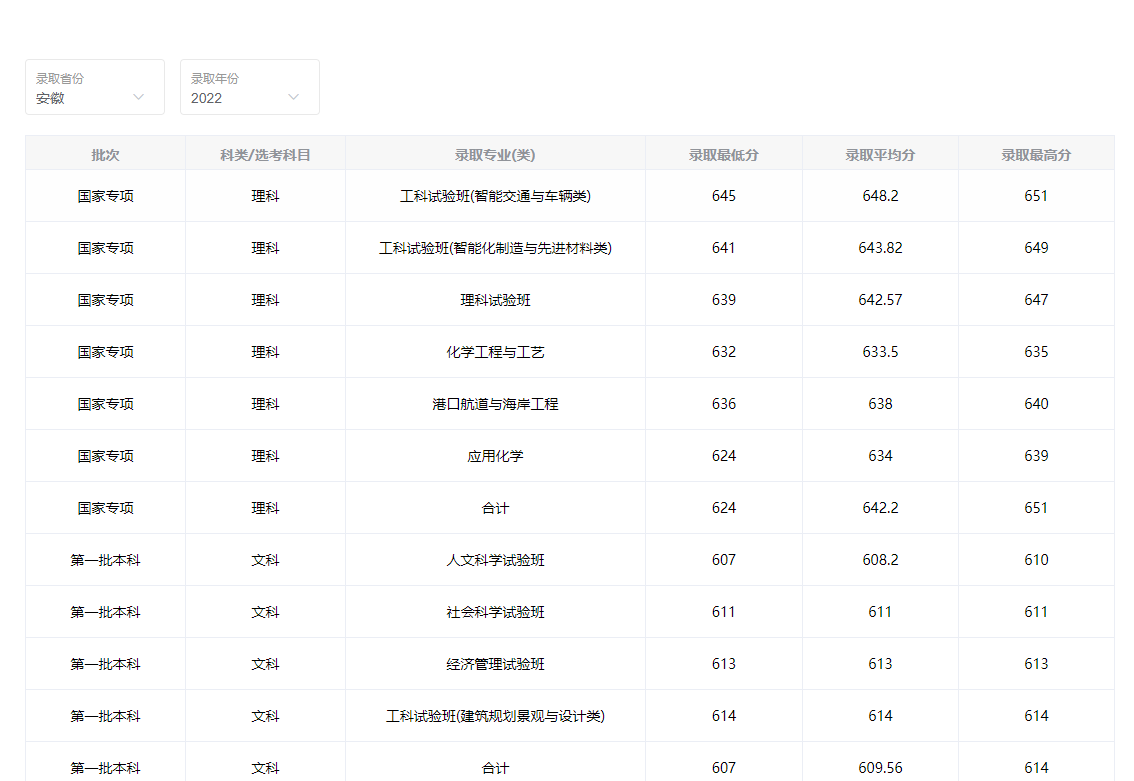 录取省份 录取年份
安徽 2022
批次 科类/选考科目 录取专业(类) 录取最低分 录取平均分 录取最高分
国家专项 理科 工科试验班(智能交通与车辆类) 645 648.2 651
国家专项 理科 工科试验班(智能化制造与先进材料类) 641 643.82 649
国家专项 理科 理科试验班 639 642.57 647
国家专项 理科 化学工程与工艺 632 633.5 635
国家专项 理科 港口航道与海岸工程 636 638 640
国家专项 理科 应用化学 624 634 639
国家专项 理科 合计 624 642.2 651
第一批本科 文科 人文科学试验班 607 608.2 610
第一批本科 文科 社会科学试验班 611 611 611
第一批本科 文科 经济管理试验班 613 613 613
第一批本科 文科 工科试验班(建筑规划景观与设计类) 614 614 614
第一批本科 文科 合计 607 609.56 614